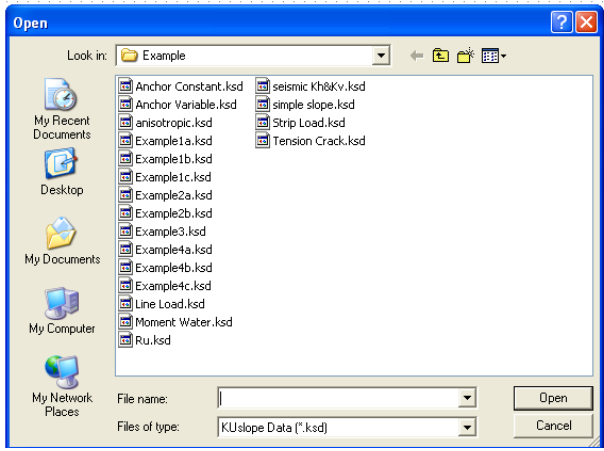 Open
Look in: Example
My Recent
Documents
Desktop
My Documents
My Computer
My Network
Places
Anchor Constant.ksd
Anchor Variable.ksd
anisotropic.ksd
Example1a.ksd
Example1b.ksd
Example1c.ksd
Example2a.ksd
Example2b.ksd
Example3.ksd
Example4a.ksd
Example4b.ksd
Example4c.ksd
Line Load.ksd
Moment Water.ksd
Ru.ksd
seismic Kh&Kv.ksd
simple slope.ksd
Strip Load.ksd
Tension Crack.ksd
File name:
Open
Files of type: KUslope Data (*.ksd)
Cancel